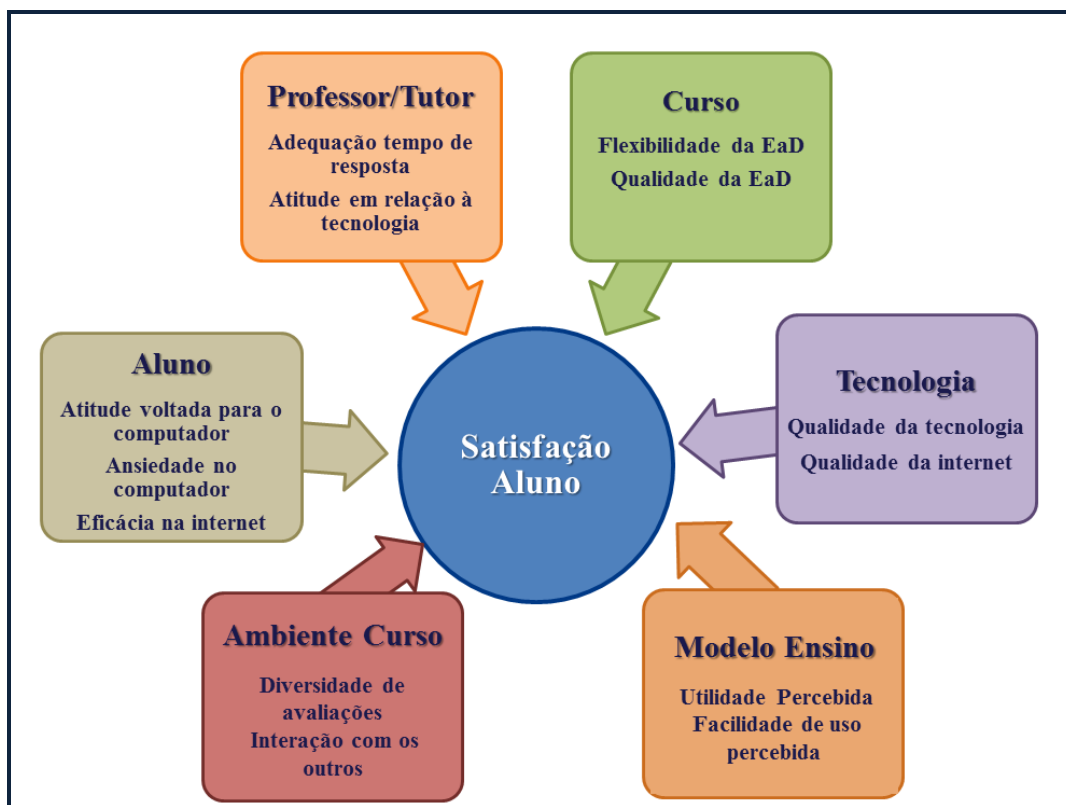 Professor/Tutor
Adequação tempo de
resposta
Atitude em relação à
tecnologia
Curso
Flexibilidade da EaD
Qualidade da EaD
Aluno
Atitude voltada para o
computador
Ansiedade no
computador
Eficácia na internet
Satisfação
Aluno
Tecnologia
Qualidade da tecnologia
Qualidade da internet
Ambiente Curso
Diversidade de
avaliações
Interação com os
outros
Modelo Ensino
Utilidade Percebida
Facilidade de uso
percebida